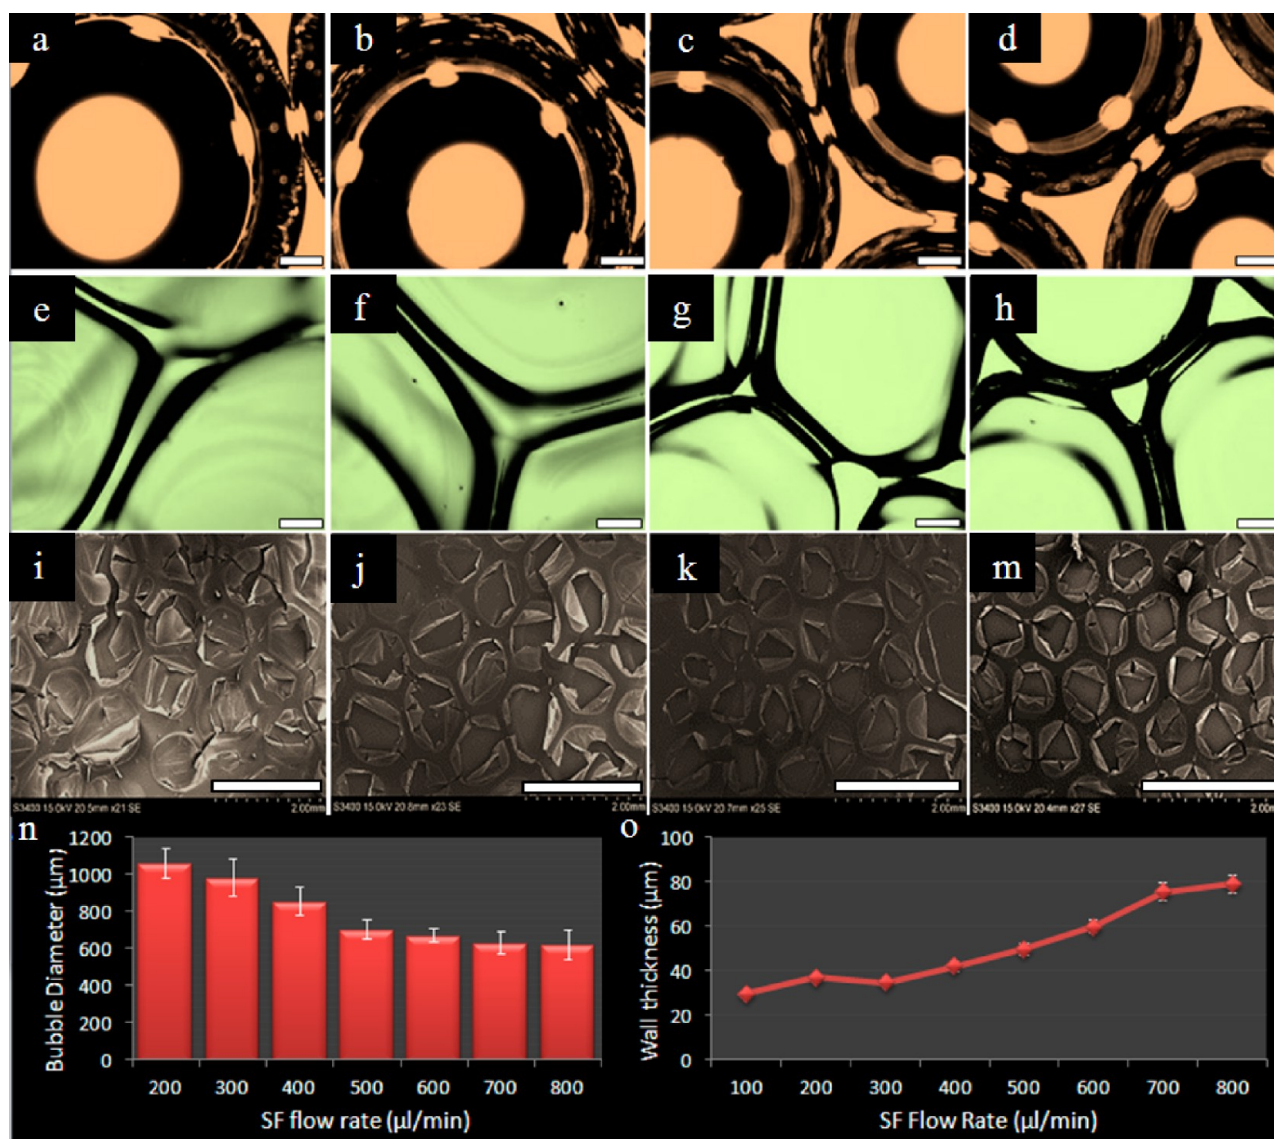 a b c d
e f g h
i j k m
S3400 15.0kV 20.5mm x21 SE 2.00mm
S3400 15.0kV 20.8mm x23 SE 2.00mm
S3400 15.0kV 20.7mm x25 SE 2.00mm
S3400 15.0kV 20.4mm x27 SE 2.00mm
n
Bubble Diameter (µm)
1200
1000
800
600
400
200
0
200 300 400 500 600 700 800
SF flow rate (µl/min)
o
Wall thickness (µm)
100
80
60
40
20
0
100 200 300 400 500 600 700 800
SF Flow Rate (µl/min)